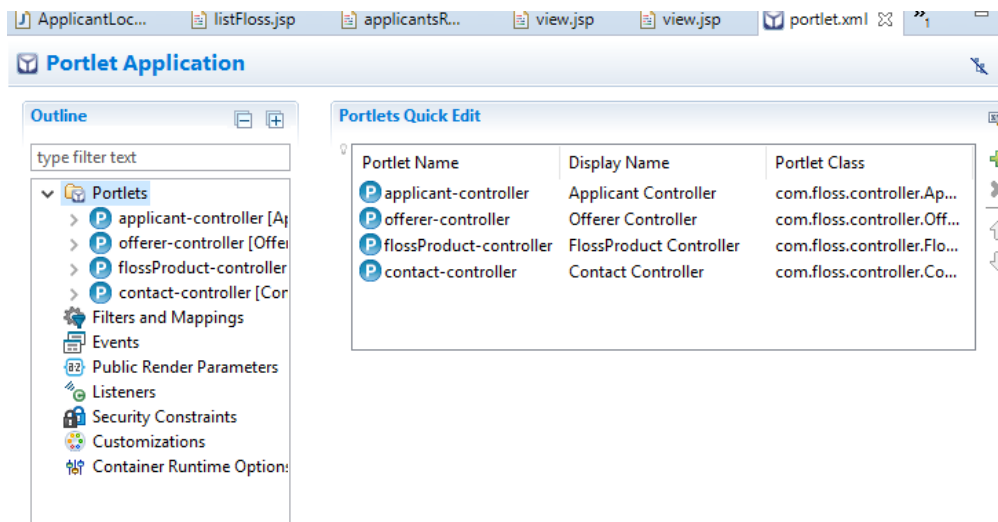 ApplicantLoc... listFloss.jsp applicantsR... view.jsp view.jsp portlet.xml »1
Portlet Application
Outline
type filter text
Portlets
applicant-controller [Ap
offerer-controller [Offer
flossProduct-controller
contact-controller [Con
Filters and Mappings
Events
Public Render Parameters
Listeners
Security Constraints
Customizations
Container Runtime Options
Portlets Quick Edit
Portlet Name Display Name Portlet Class
applicant-controller Applicant Controller com.floss.controller.Ap...
offerer-controller Offerer Controller com.floss.controller.Off...
flossProduct-controller FlossProduct Controller com.floss.controller.Flo...
contact-controller Contact Controller com.floss.controller.Co...